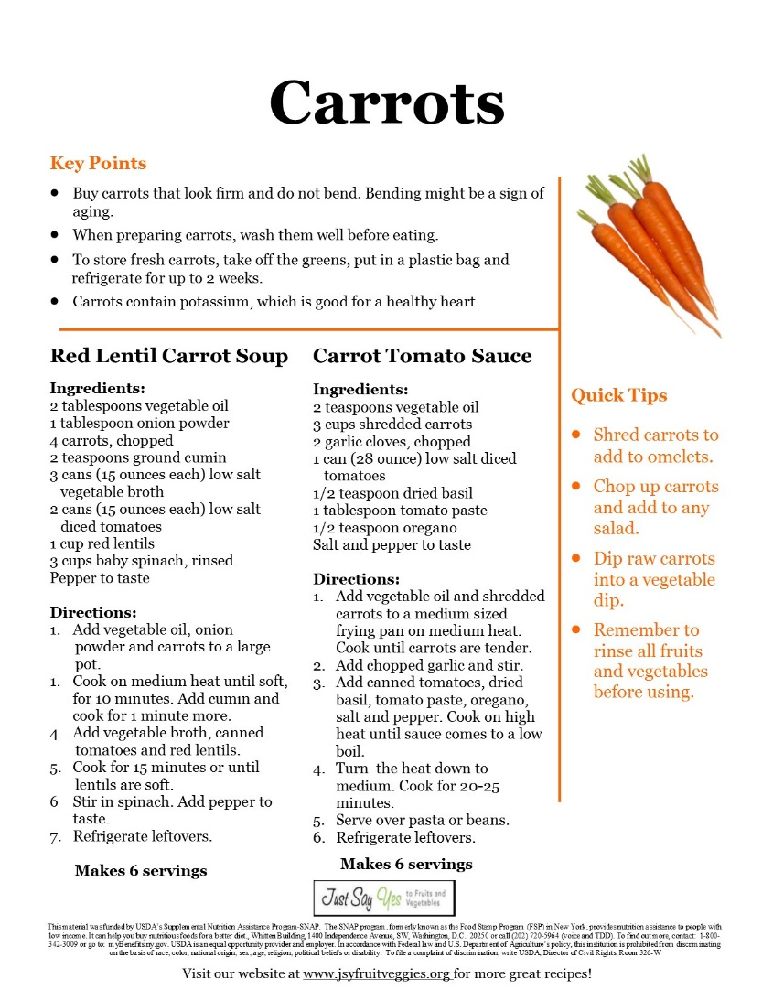 Carrots
Key Points
• Buy carrots that look firm and do not bend. Bending might be a sign of
aging.
• When preparing carrots, wash them well before eating.
• To store fresh carrots, take off the greens, put in a plastic bag and
refrigerate for up to 2 weeks.
• Carrots contain potassium, which is good for a healthy heart.
Red Lentil Carrot Soup
Ingredients:
2 tablespoons vegetable oil
1 tablespoon onion powder
4 carrots, chopped
2 teaspoons ground cumin
3 cans (15 ounces each) low salt
vegetable broth
2 cans (15 ounces each) low salt
diced tomatoes
1 cup red lentils
3 cups baby spinach, rinsed
Pepper to taste
Directions:
1. Add vegetable oil, onion
powder and carrots to a large
pot.
1. Cook on medium heat until soft,
for 10 minutes. Add cumin and
cook for 1 minute more.
4. Add vegetable broth, canned
tomatoes and red lentils.
5. Cook for 15 minutes or until
lentils are soft.
6 Stir in spinach. Add pepper to
taste.
7. Refrigerate leftovers.
Makes 6 servings
Carrot Tomato Sauce
Ingredients:
2 teaspoons vegetable oil
3 cups shredded carrots
2 garlic cloves, chopped
1 can (28 ounce) low salt diced
tomatoes
1/2 teaspoon dried basil
1 tablespoon tomato paste
1/2 teaspoon oregano
Salt and pepper to taste
Directions:
1. Add vegetable oil and shredded
carrots to a medium sized
frying pan on medium heat.
Cook until carrots are tender.
2. Add chopped garlic and stir.
3. Add canned tomatoes, dried
basil, tomato paste, oregano,
salt and pepper. Cook on high
heat until sauce comes to a low
boil.
4. Turn the heat down to
medium. Cook for 20-25
minutes.
5. Serve over pasta or beans.
6. Refrigerate leftovers.
Makes 6 servings
Quick Tips
• Shred carrots to
add to omelets.
• Chop up carrots
and add to any
salad.
• Dip raw carrots
into a vegetable
dip.
• Remember to
rinse all fruits
and vegetables
before using.
Just Say Yes to Fruits and
Vegetables
This material was funded by USDA's Supplemental Nutrition Assistance Program-SNAP. The SNAP program, formerly known as the Food Stamp Program (FSP) in New York, provides nutrition assistance to people with
low income. It can help you buy nutritious foods for a better diet., Whitten Building, 1400 Independence Avenue, SW, Washington, D.C. 20250 or call (202) 720-5964 (voice and TDD). To find out more, contact: 1-800-
342-3009 or go to: myBenefits.ny.gov. USDA is an equal opportunity provider and employer. In accordance with Federal law and U.S. Department of Agriculture's policy, this institution is prohibited from discriminating
on the basis of race, color, national origin, sex, age, religion, political beliefs or disability. To file a complaint of discrimination, write USDA, Director of Civil Rights, Room 326-W
Visit our website at www.jsyfruitveggies.org for more great recipes!